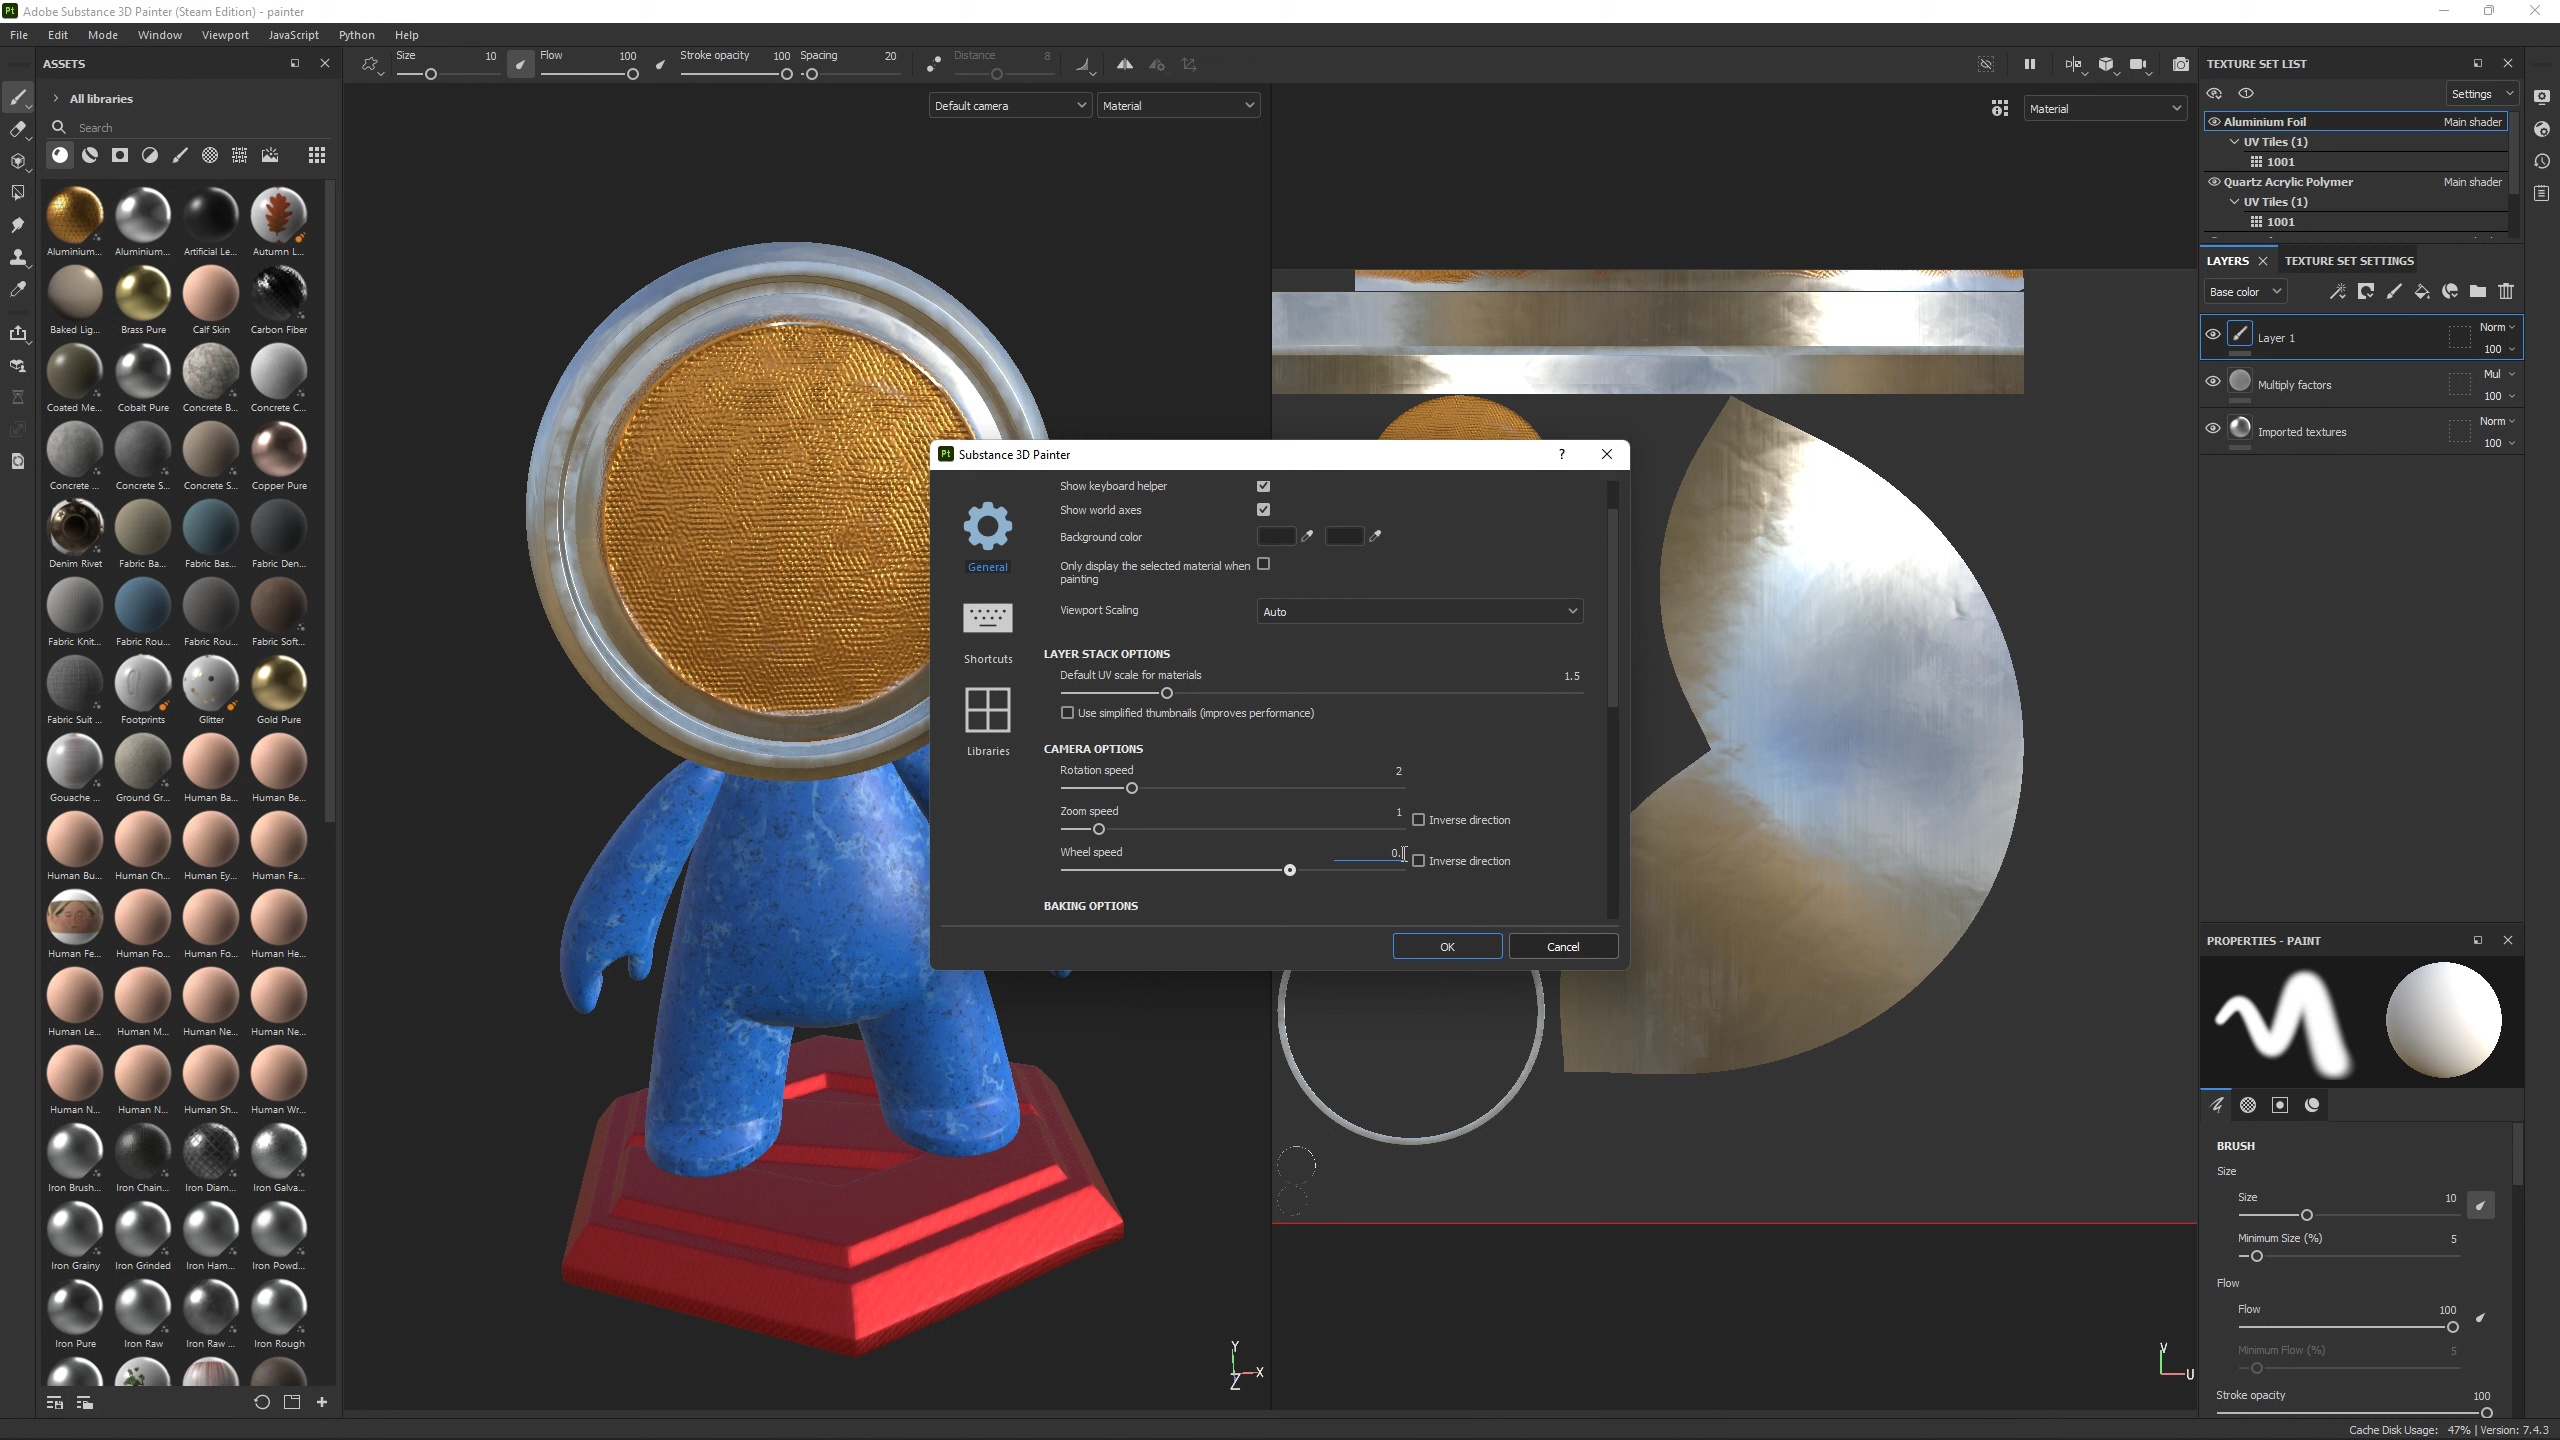 Pt Adobe Substance 3D Painter (Steam Edition) - painter
File Edit Mode Window Viewport JavaScript Python Help
Size 10 Flow 100 Stroke opacity 100 Spacing 20 Distance 8
ASSETS
All libraries
Search
Aluminium... Aluminium... Artificial Le... Autumn L...
Baked Lig... Brass Pure Calf Skin Carbon Fiber
Coated Me... Cobalt Pure Concrete B... Concrete C...
Concrete ... Concrete S... Concrete S... Copper Pure
Denim Rivet Fabric Ba... Fabric Bas... Fabric Den...
Fabric Knit... Fabric Rou... Fabric Rou... Fabric Soft...
Fabric Suit ... Footprints Glitter Gold Pure
Gouache ... Ground Gr... Human Ba... Human Be...
Human Bu... Human Ch... Human Ey... Human Fa...
Human Fe... Human Fo... Human Fo... Human He...
Human Le... Human M... Human Ne... Human Ne...
Human N... Human N... Human Sh... Human Wr...
Iron Brush... Iron Chain... Iron Diam... Iron Galva...
Iron Grainy Iron Grinded Iron Ham... Iron Powd...
Iron Pure Iron Raw Iron Raw ... Iron Rough
Default camera Material
Material
Y
X
Z
V
U
Pt Substance 3D Painter ?
General
Shortcuts
Libraries
Show keyboard helper
Show world axes
Background color
Only display the selected material when
painting
Viewport Scaling Auto
LAYER STACK OPTIONS
Default UV scale for materials 1.5
Use simplified thumbnails (improves performance)
CAMERA OPTIONS
Rotation speed 2
Zoom speed 1 Inverse direction
Wheel speed 0. Inverse direction
BAKING OPTIONS
OK Cancel
TEXTURE SET LIST
Settings
Aluminium Foil Main shader
UV Tiles (1)
1001
Quartz Acrylic Polymer Main shader
UV Tiles (1)
1001
LAYERS TEXTURE SET SETTINGS
Base color
Layer 1 Norm 100
Multiply factors Mul 100
Imported textures Norm 100
PROPERTIES - PAINT
BRUSH
Size
Size 10
Minimum Size (%) 5
Flow
Flow 100
Minimum Flow (%) 5
Stroke opacity 100
Cache Disk Usage: 47% | Version: 7.4.3